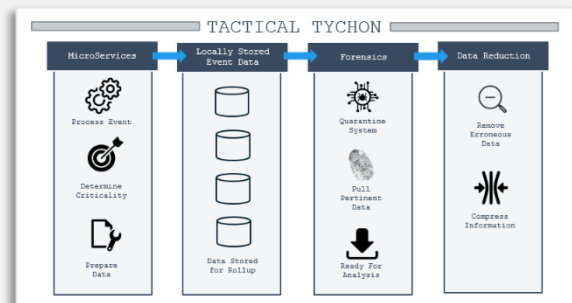 TACTICAL TYCHON
MicroServices
Process Event
Determine
Criticality
Prepare
Data
Locally Stored
Event Data
Data Stored
for Rollup
Forensics
Quarantine
System
Pull
Pertinent
Data
Ready For
Analysis
Data Reduction
Remove
Erroneous
Data
Compress
Information